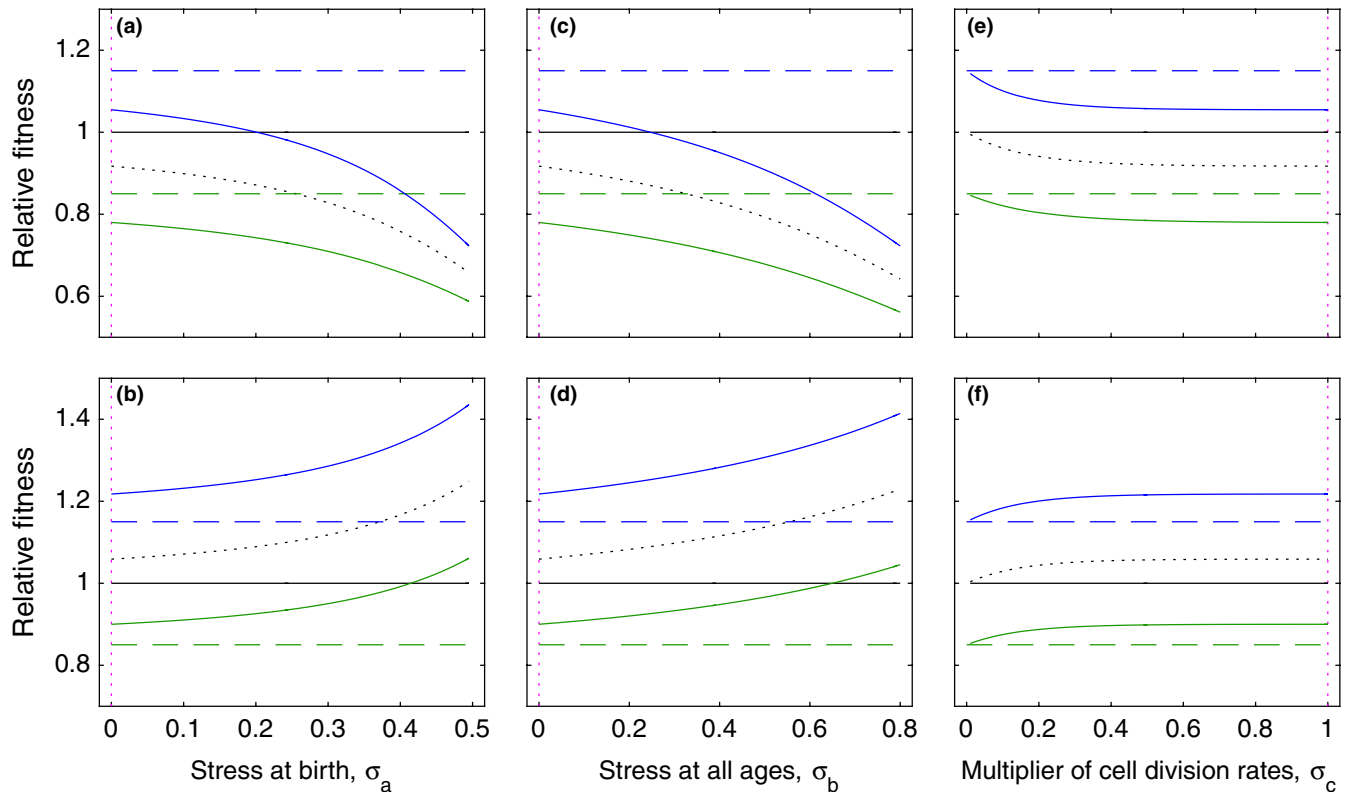 (a)
(c)
(e)
1.2
1
0.8
0.6
Relative fitness
(b)
(d)
(f)
1.4
1.2
1
0.8
Relative fitness
0 0.1 0.2 0.3 0.4 0.5
0 0.2 0.4 0.6 0.8
0 0.2 0.4 0.6 0.8 1
Stress at birth, σa
Stress at all ages, σb
Multiplier of cell division rates, σc